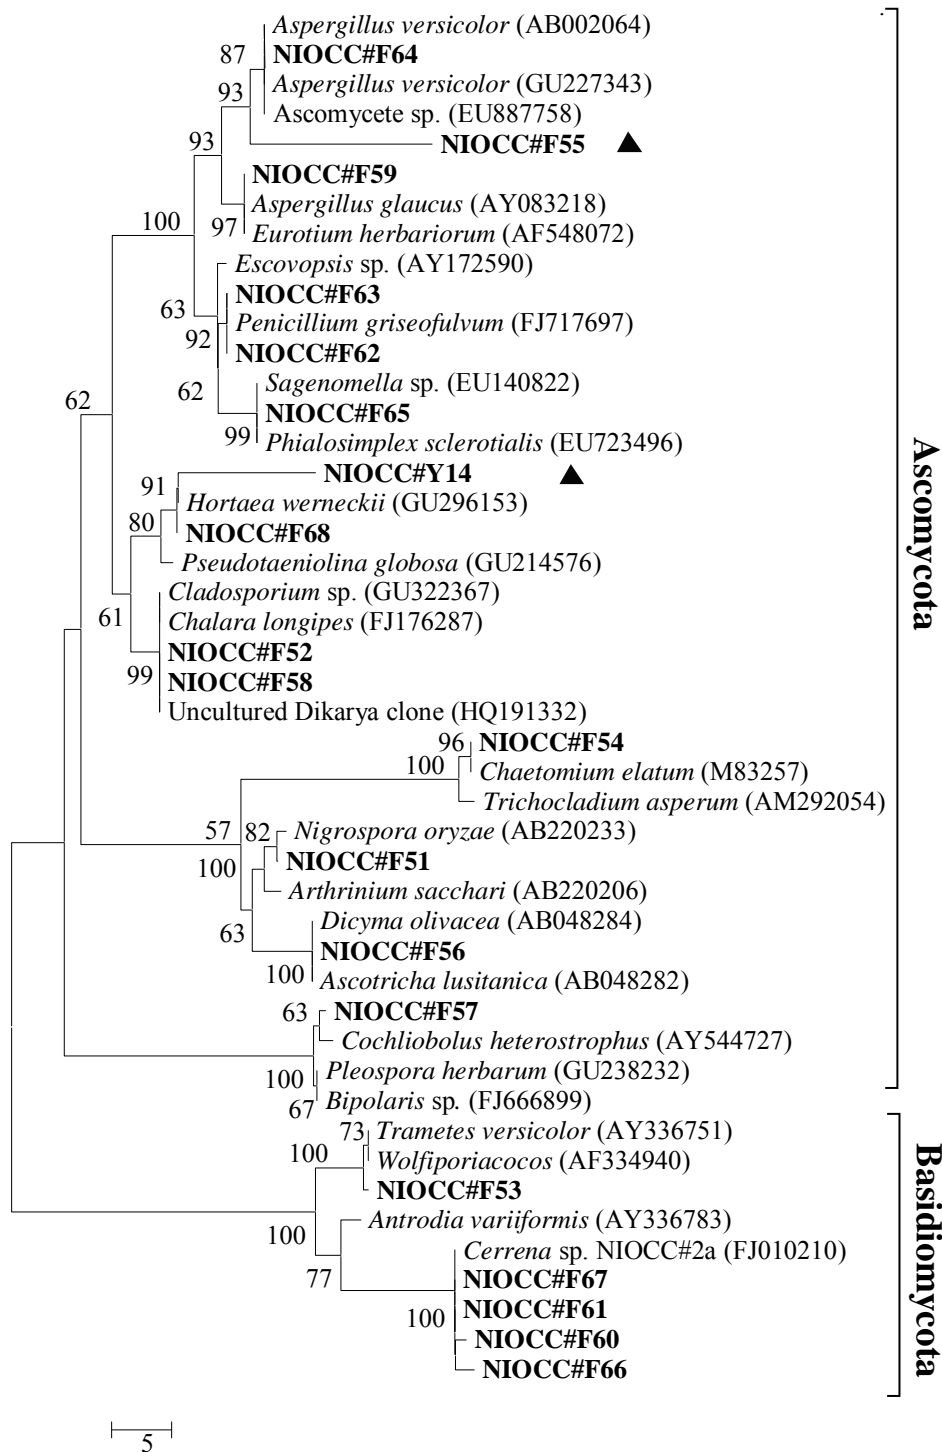 Aspergillus versicolor (AB002064)
87
NIOCC#F64
Aspergillus versicolor (GU227343)
93
Ascomycete sp. (EU887758)
93
NIOCC#F55 ▲
NIOCC#F59
Aspergillus glaucus (AY083218)
100
97
Eurotium herbariorum (AF548072)
Escovopsis sp. (AY172590)
NIOCC#F63
63
Penicillium griseofulvum (FJ717697)
92
NIOCC#F62
Sagenomella sp. (EU140822)
62
62
NIOCC#F65
99
Phialosimplex sclerotialis (EU723496)
NIOCC#Y14 ▲
91
Hortaea werneckii (GU296153)
80
NIOCC#F68
Pseudotaeniolina globosa (GU214576)
Cladosporium sp. (GU322367)
61
Chalara longipes (FJ176287)
NIOCC#F52
99
NIOCC#F58
Uncultured Dikarya clone (HQ191332)
96
NIOCC#F54
100
Chaetomium elatum (M83257)
Trichocladium asperum (AM292054)
57
82
Nigrospora oryzae (AB220233)
100
NIOCC#F51
Arthrinium sacchari (AB220206)
Dicyma olivacea (AB048284)
63
NIOCC#F56
100
Ascotricha lusitanica (AB048282)
63
NIOCC#F57
Cochliobolus heterostrophus (AY544727)
100
Pleospora herbarum (GU238232)
67
Bipolaris sp. (FJ666899)
Ascomycota
73
Trametes versicolor (AY336751)
100
Wolfiporiacocos (AF334940)
NIOCC#F53
100
Antrodia variiformis (AY336783)
Cerrena sp. NIOCC#2a (FJ010210)
77
NIOCC#F67
100
NIOCC#F61
NIOCC#F60
NIOCC#F66
Basidiomycota
5